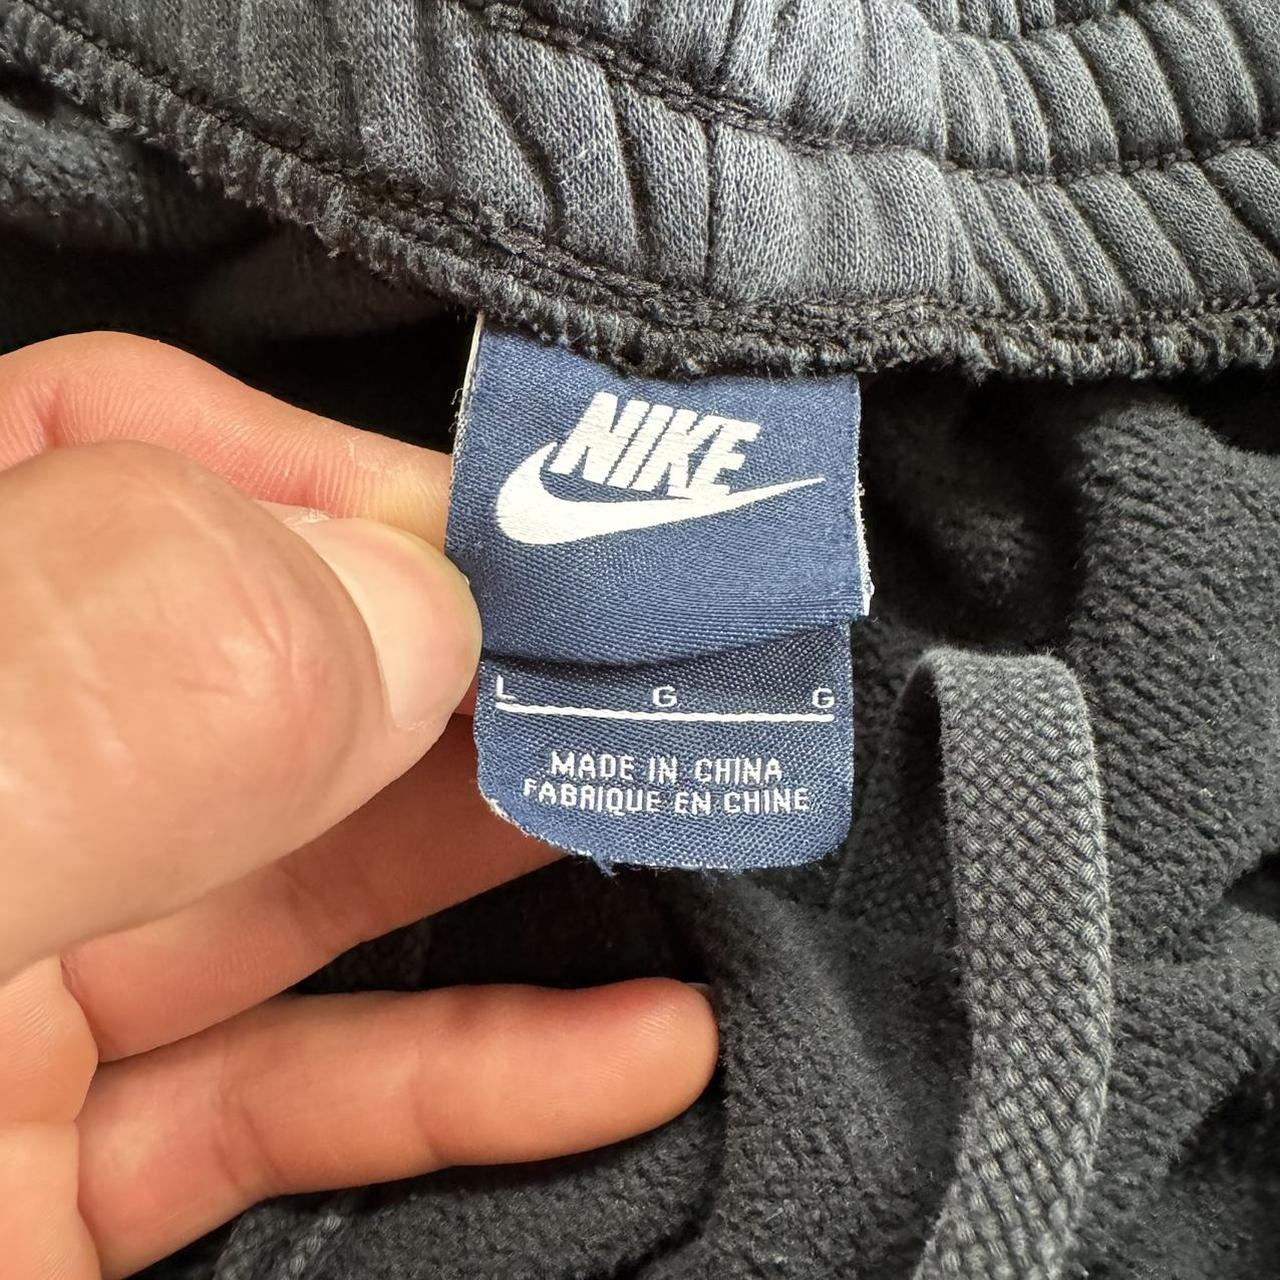 NIKE
L G G
MADE IN CHINA
FABRIQUE EN CHINE